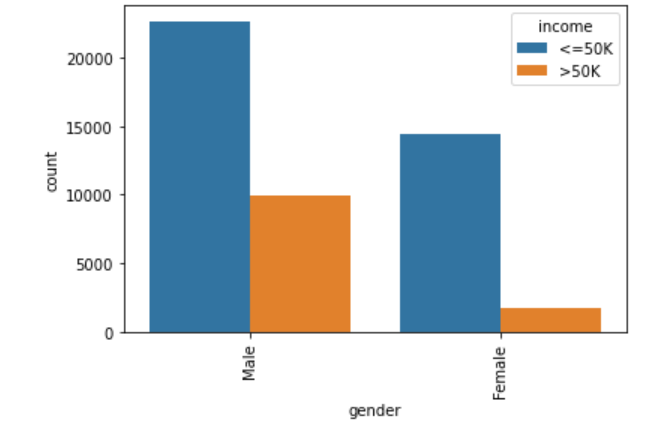 income
<=50K
>50K
20000
15000
10000
5000
0
count
Male
Female
gender